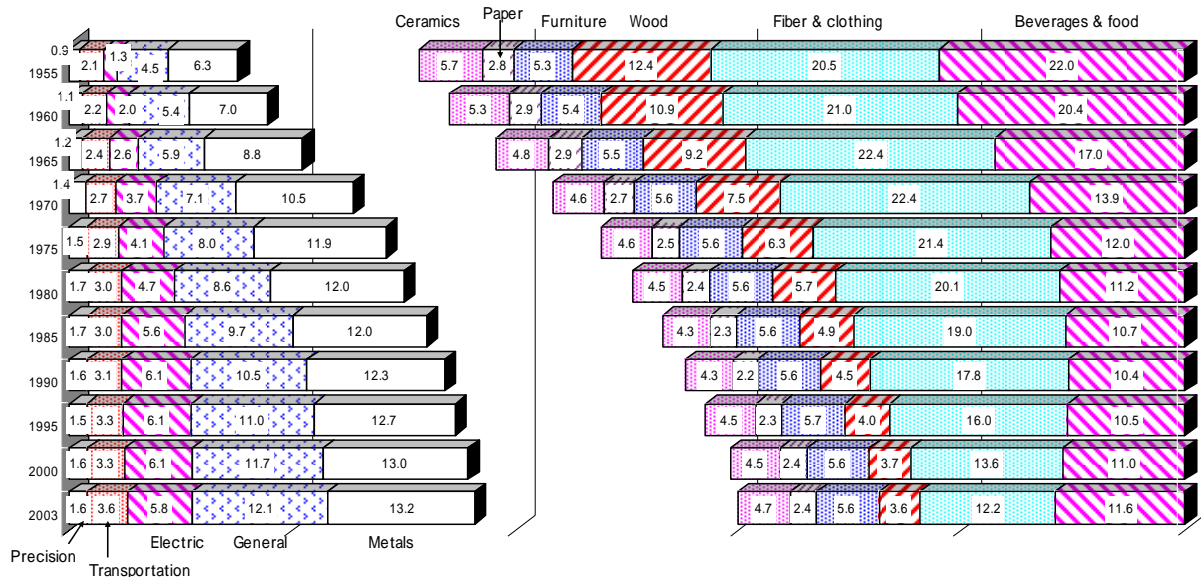 Ceramics Paper Furniture Wood Fiber & clothing Beverages & food
0.9
1955 2.1 1.3 4.5 6.3 5.7 2.8 5.3 12.4 20.5 22.0
1.1
1960 2.2 2.0 5.4 7.0 5.3 2.9 5.4 10.9 21.0 20.4
1.2
1965 2.4 2.6 5.9 8.8 4.8 2.9 5.5 9.2 22.4 17.0
1.4
1970 2.7 3.7 7.1 10.5 4.6 2.7 5.6 7.5 22.4 13.9
1975 1.5 2.9 4.1 8.0 11.9 4.6 2.5 5.6 6.3 21.4 12.0
1980 1.7 3.0 4.7 8.6 12.0 4.5 2.4 5.6 5.7 20.1 11.2
1985 1.7 3.0 5.6 9.7 12.0 4.3 2.3 5.6 4.9 19.0 10.7
1990 1.6 3.1 6.1 10.5 12.3 4.3 2.2 5.6 4.5 17.8 10.4
1995 1.5 3.3 6.1 11.0 12.7 4.5 2.3 5.7 4.0 16.0 10.5
2000 1.6 3.3 6.1 11.7 13.0 4.5 2.4 5.6 3.7 13.6 11.0
2003 1.6 3.6 5.8 12.1 13.2 4.7 2.4 5.6 3.6 12.2 11.6
Precision Electric General Metals
Transportation